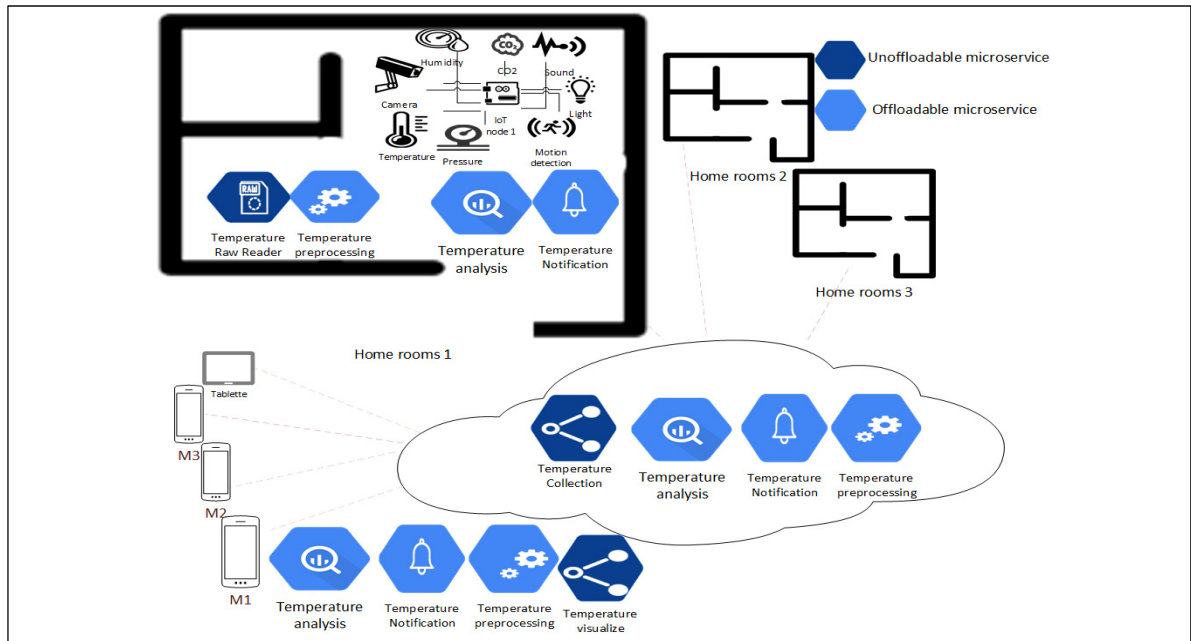 Humidity
CO₂
CO2
Sound
Camera
IoT
node 1
Light
Temperature
Pressure
Motion
detection
RAW
Temperature
Raw Reader
Temperature
preprocessing
Temperature
analysis
Temperature
Notification
Home rooms 1
Unoffloadable microservice
Offloadable microservice
Home rooms 2
Home rooms 3
Tablette
M3
M2
M1
Temperature
Collection
Temperature
analysis
Temperature
Notification
Temperature
preprocessing
Temperature
analysis
Temperature
Notification
Temperature
preprocessing
Temperature
visualize